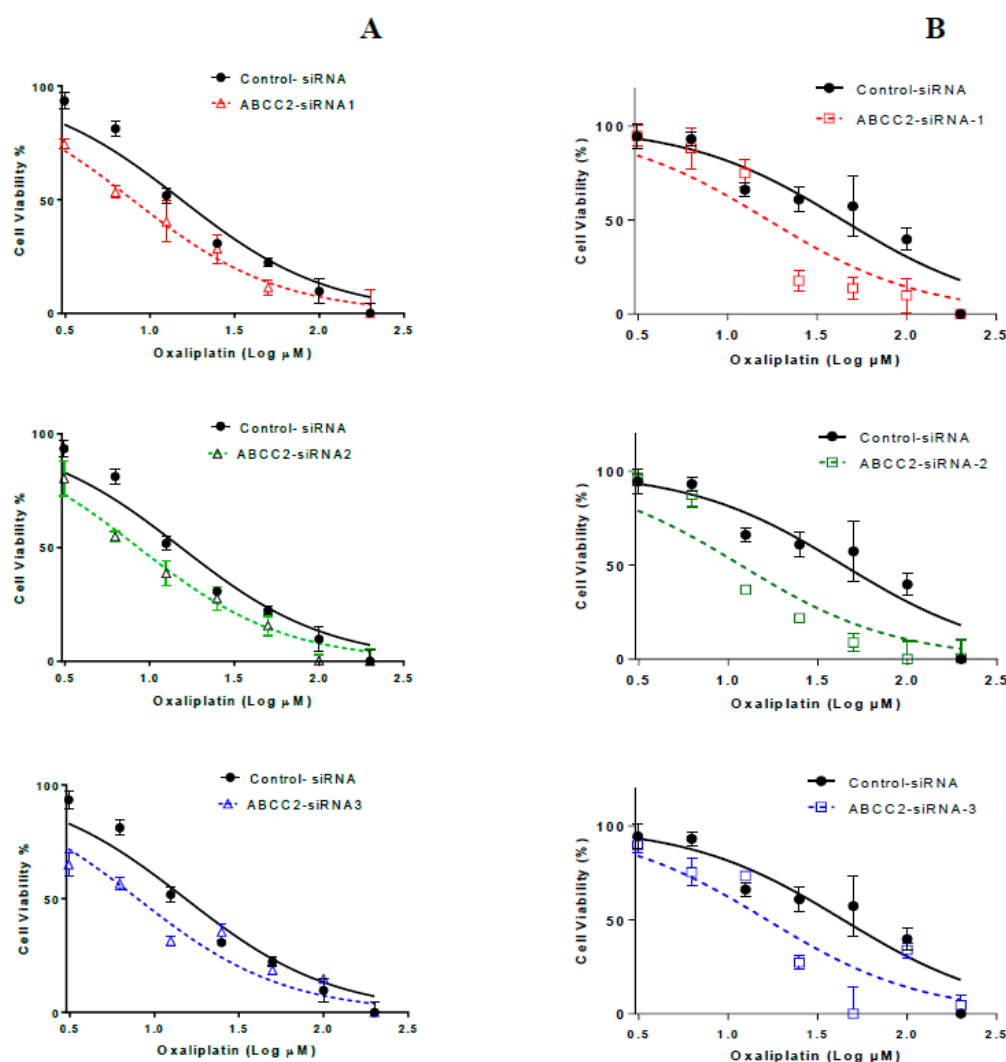 A
B
Control- siRNA
ABCC2-siRNA1
Cell Viability %
100
50
0
0.5 1.0 1.5 2.0 2.5
Oxaliplatin (Log μM)
Control-siRNA
ABCC2-siRNA-1
Cell Viability (%)
100
50
0
0.5 1.0 1.5 2.0 2.5
Oxaliplatin (Log μM)
Control- siRNA
ABCC2-siRNA2
Cell Viability %
100
50
0
0.5 1.0 1.5 2.0 2.5
Oxaliplatin (Log μM)
Control-siRNA
ABCC2-siRNA-2
Cell Viability (%)
100
50
0
0.5 1.0 1.5 2.0 2.5
Oxaliplatin (Log μM)
Control- siRNA
ABCC2-siRNA3
Cell Viability %
100
50
0
0.5 1.0 1.5 2.0 2.5
Oxaliplatin (Log μM)
Control-siRNA
ABCC2-siRNA-3
Cell Viability (%)
100
50
0
0.5 1.0 1.5 2.0 2.5
Oxaliplatin (Log μM)